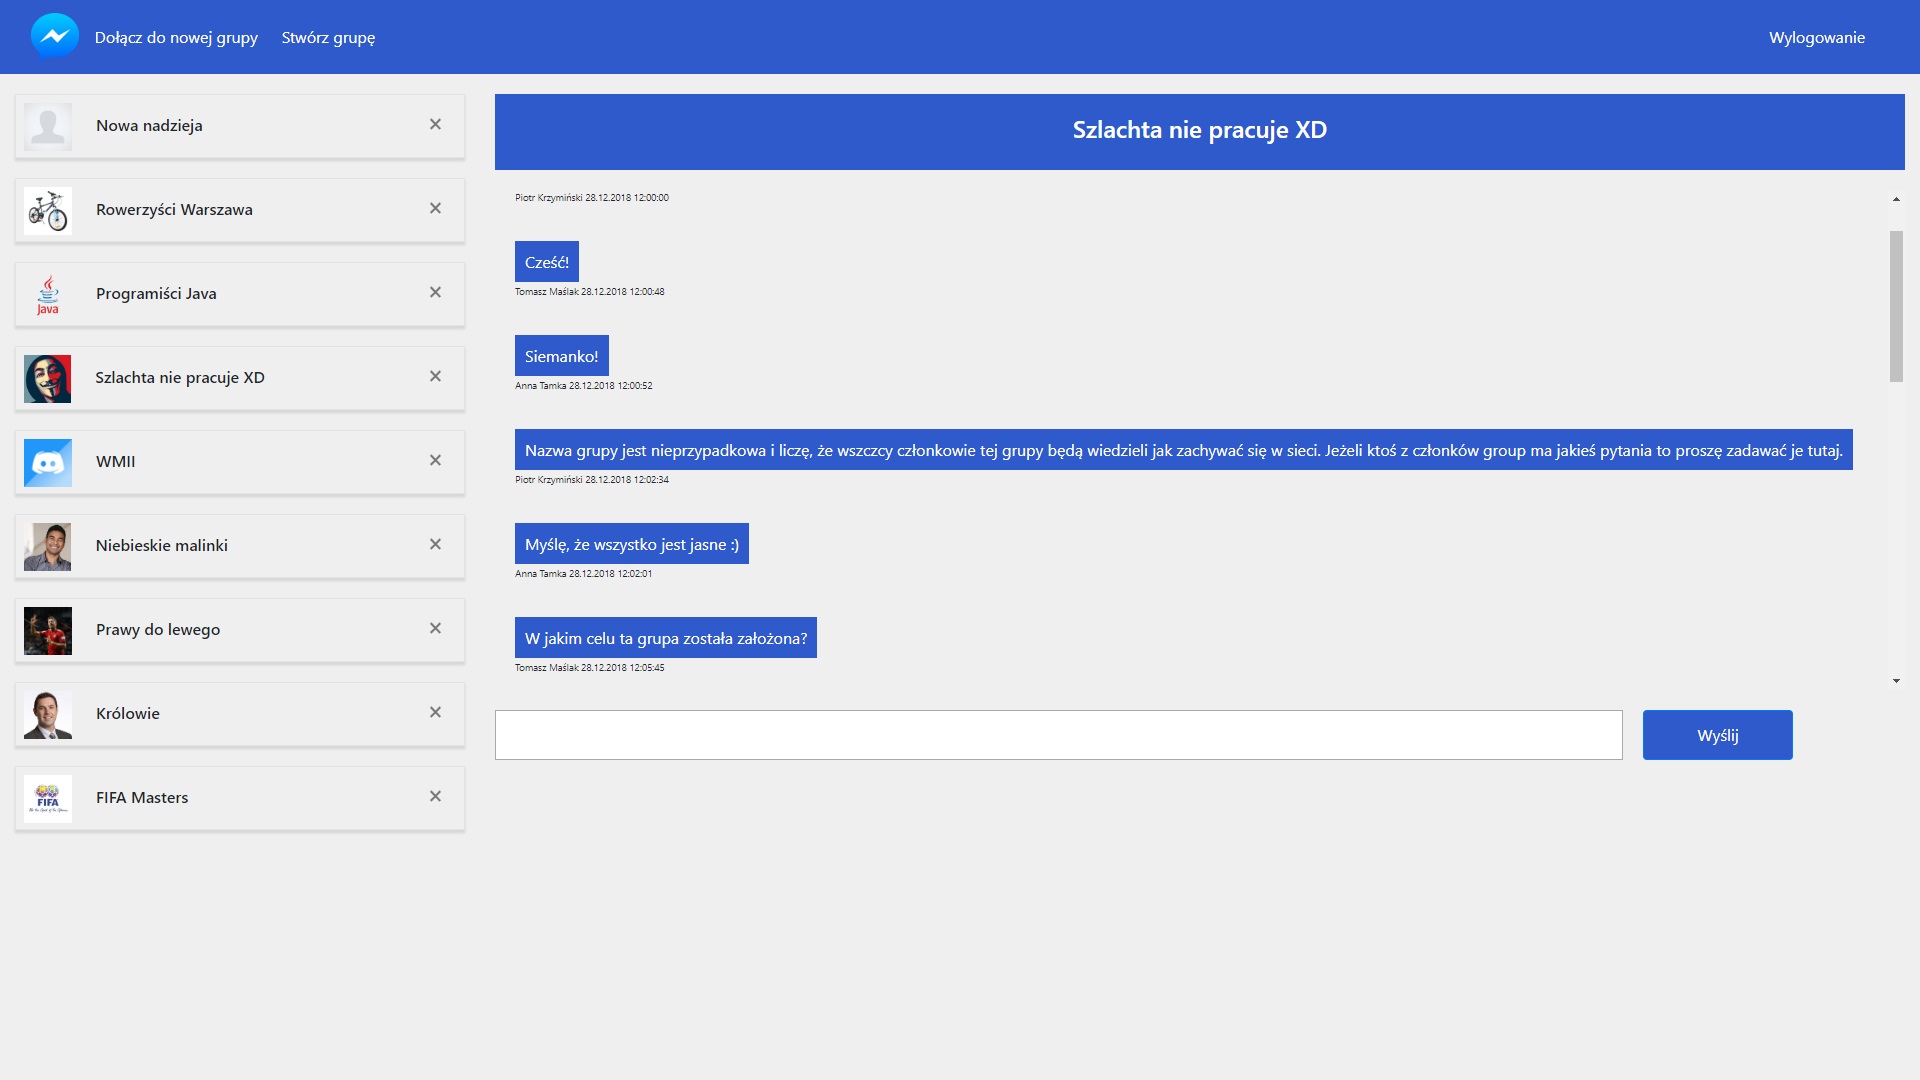 Dołącz do nowej grupy Stwórz grupę Wylogowanie
Nowa nadzieja ×
Rowerzyści Warszawa ×
Java
Programiści Java ×
Szlachta nie pracuje XD ×
WMII ×
Niebieskie malinki ×
Prawy do lewego ×
Królowie ×
FIFA
FIFA Masters ×
Szlachta nie pracuje XD
Piotr Krzymiński 28.12.2018 12:00:00
Cześć!
Tomasz Maślak 28.12.2018 12:00:48
Siemanko!
Anna Tamka 28.12.2018 12:00:52
Nazwa grupy jest nieprzypadkowa i liczę, że wszczcy członkowie tej grupy będą wiedzieli jak zachywać się w sieci. Jeżeli ktoś z członków group ma jakieś pytania to proszę zadawać je tutaj.
Piotr Krzymiński 28.12.2018 12:02:34
Myślę, że wszystko jest jasne :)
Anna Tamka 28.12.2018 12:02:01
W jakim celu ta grupa została założona?
Tomasz Maślak 28.12.2018 12:05:45
Wyślij